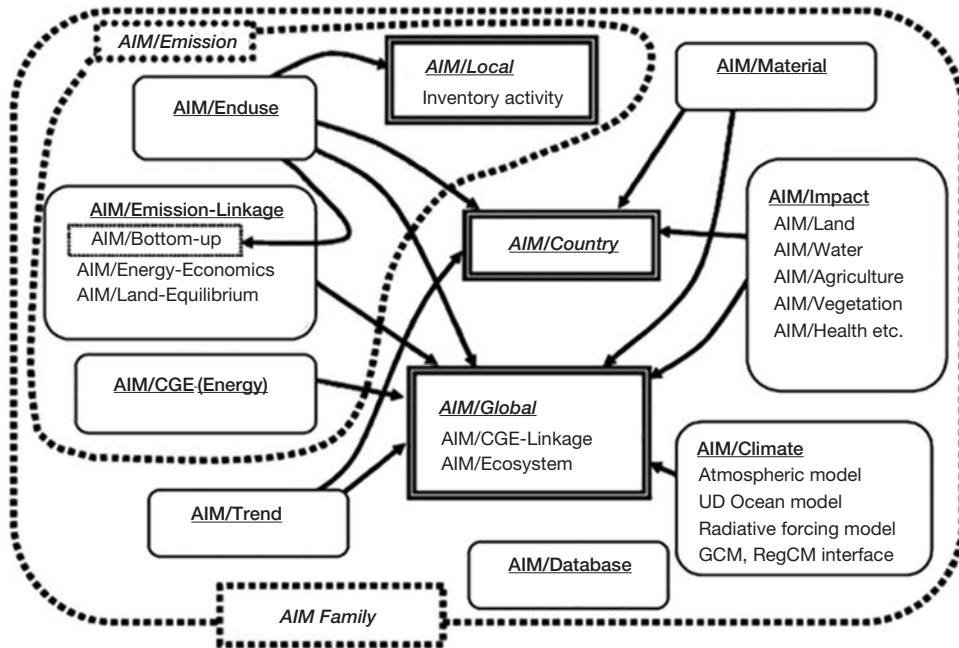 AIM/Emission
AIM/Local
Inventory activity
AIM/Material
AIM/Enduse
AIM/Emission-Linkage
AIM/Bottom-up
AIM/Energy-Economics
AIM/Land-Equilibrium
AIM/Country
AIM/Impact
AIM/Land
AIM/Water
AIM/Agriculture
AIM/Vegetation
AIM/Health etc.
AIM/CGE (Energy)
AIM/Global
AIM/CGE-Linkage
AIM/Ecosystem
AIM/Climate
Atmospheric model
UD Ocean model
Radiative forcing model
GCM, RegCM interface
AIM/Trend
AIM/Database
AIM Family